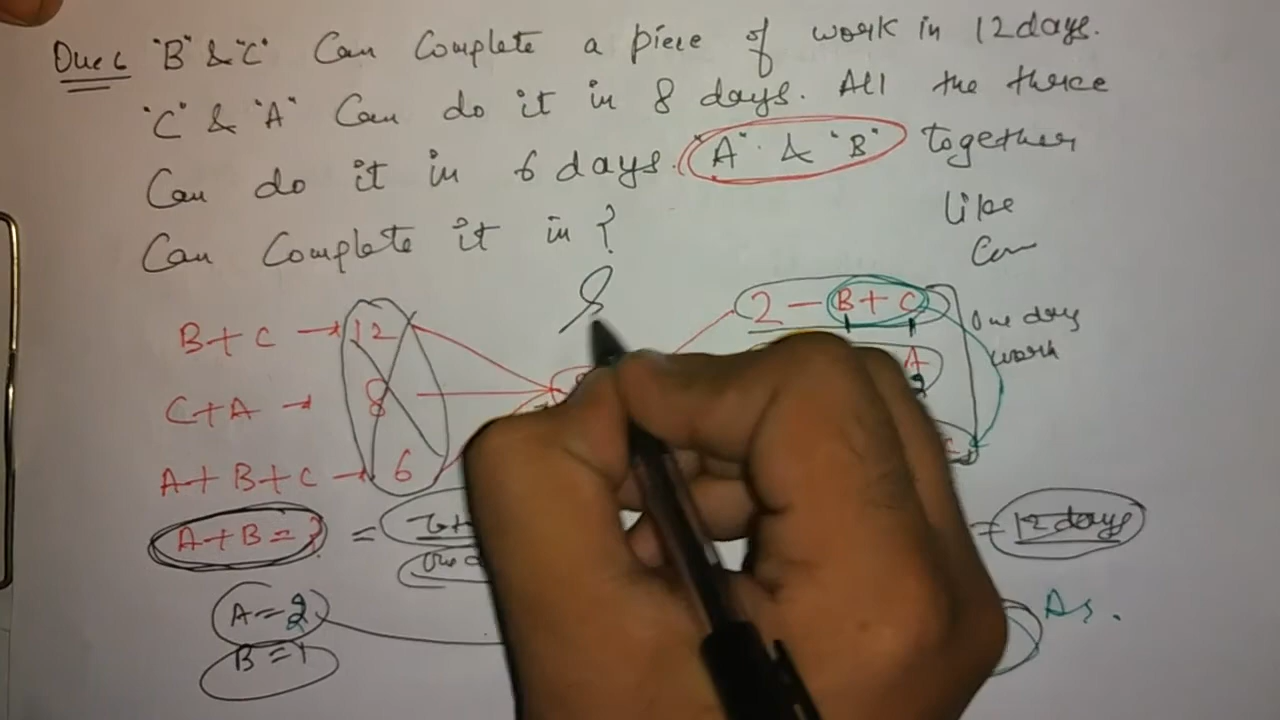 Que 6 "B" & "C" Can Complete a piece of work in 12 days.
"C" & "A" Can do it in 8 days. All the three
Can do it in 6 days. "A" & "B" together
Can Complete it in ?
Like
B + C → 12
2 - B + C
One day
work
C + A → 8
A
A + B + C → 6
A + B = ?
=
= 12 days
A = 2
B = 1
As.